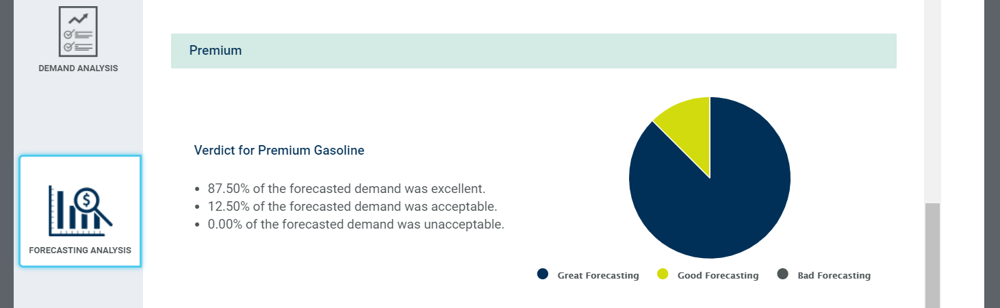 DEMAND ANALYSIS
FORECASTING ANALYSIS
Premium
Verdict for Premium Gasoline
• 87.50% of the forecasted demand was excellent.
• 12.50% of the forecasted demand was acceptable.
• 0.00% of the forecasted demand was unacceptable.
Great Forecasting Good Forecasting Bad Forecasting
$